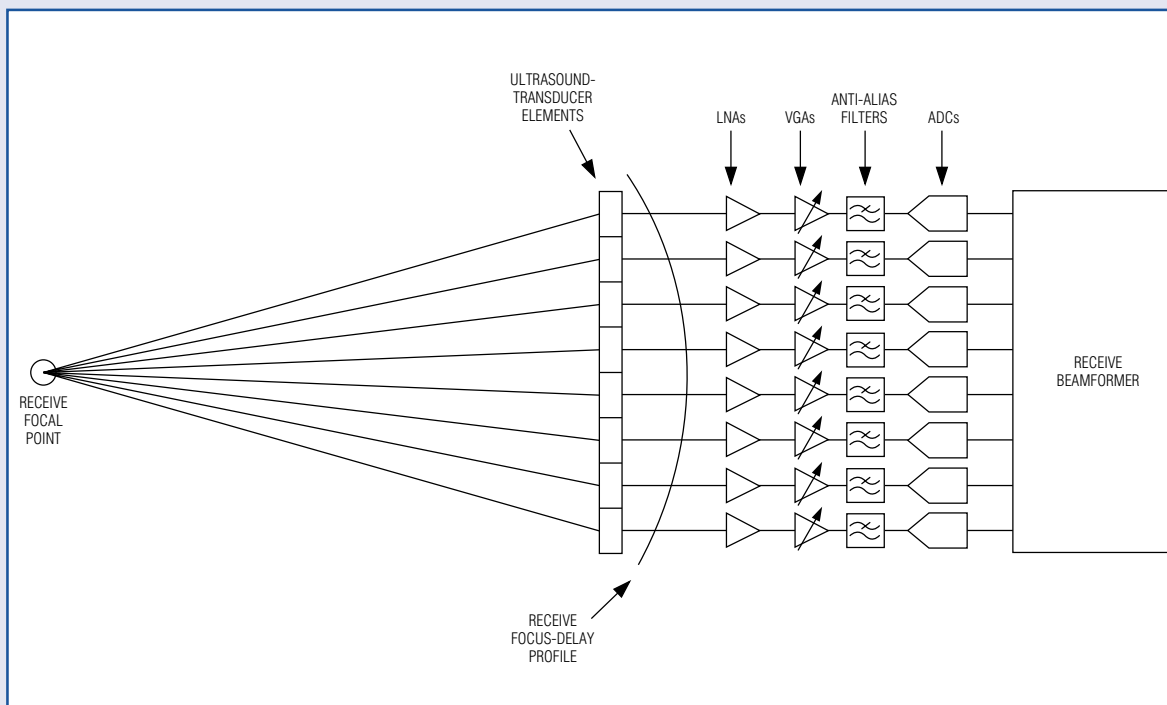 ULTRASOUND-
TRANSDUCER
ELEMENTS
LNAs
VGAs
ANTI-ALIAS
FILTERS
ADCs
RECEIVE
FOCAL
POINT
RECEIVE
BEAMFORMER
RECEIVE
FOCUS-DELAY
PROFILE